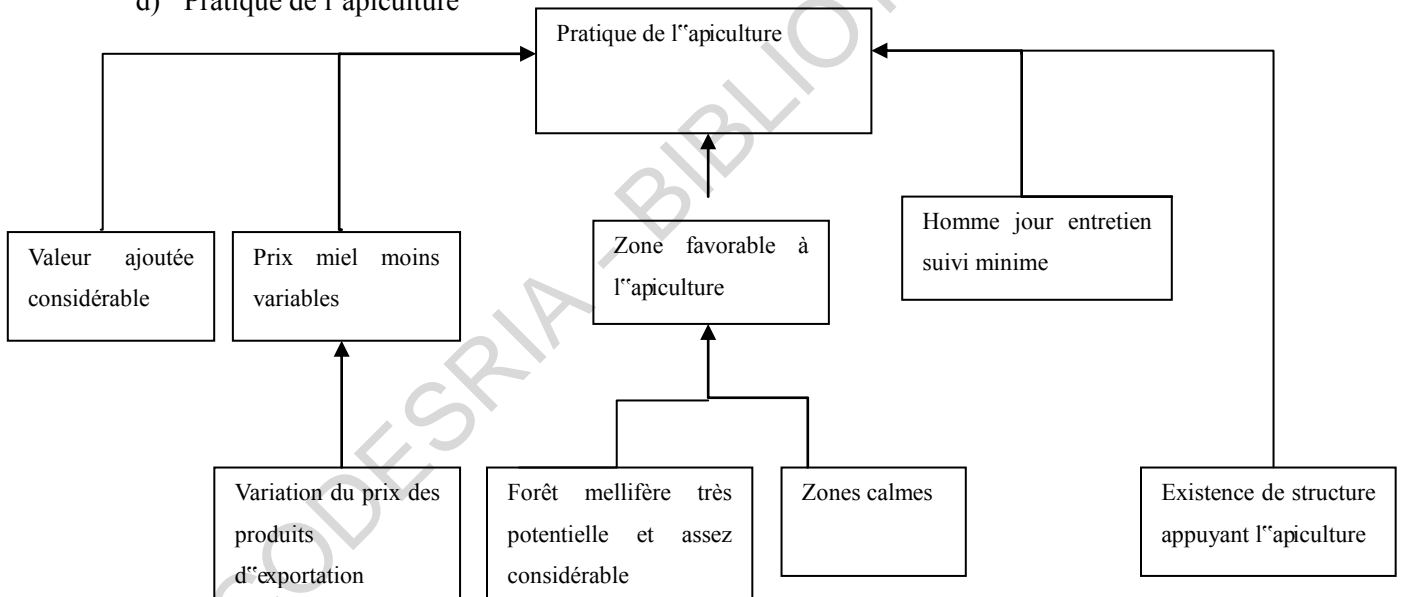 d) Pratique de l‟apiculture
Pratique de l‟apiculture
Valeur ajoutée
considérable
Prix miel moins
variables
Zone favorable à
l‟apiculture
Homme jour entretien
suivi minime
Variation du prix des
produits
d‟exportation
Forêt mellifère très
potentielle et assez
considérable
Zones calmes
Existence de structure
appuyant l‟apiculture
CODESRIA - BIBLIO